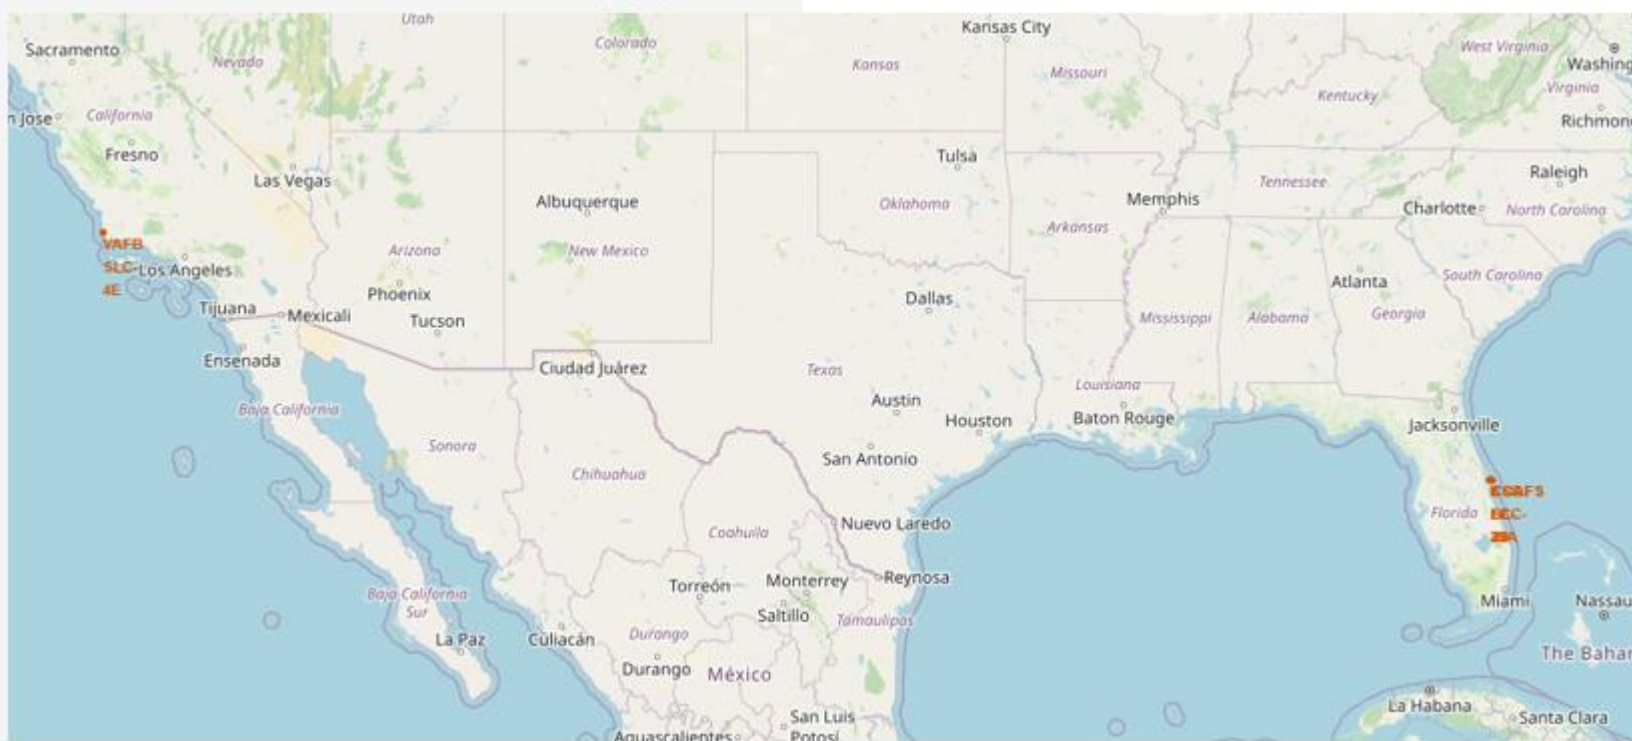 Utah
Kansas City
Sacramento
Colorado
West Virginia
Nevada
Kansas
Missouri
Washing
Virginia
Kentucky
n Jose
California
Richmon
Fresno
Tulsa
Las Vegas
Raleigh
Tennessee
Albuquerque
Memphis
Oklahoma
Charlotte
North Carolina
Arkansas
VAFB
Arizona
New Mexico
SLC-
Los Angeles
4E
South Carolina
Atlanta
Phoenix
Dallas
Tijuana
Mexicali
Tucson
Mississippi
Alabama
Georgia
Ensenada
Ciudad Juárez
Texas
Louisiana
Austin
Baja California
Houston
Baton Rouge
Jacksonville
Sonora
San Antonio
Chihuahua
Florida
Nuevo Laredo
Coahuila
Torreón
Monterrey
Reynosa
Baja California
Sur
Saltillo
Tamaulipas
Miami
Nassau
La Paz
Culiacán
Durango
Durango
México
The Bahar
La Habana
San Luis
Potosí
Santa Clara
Aguascalientes